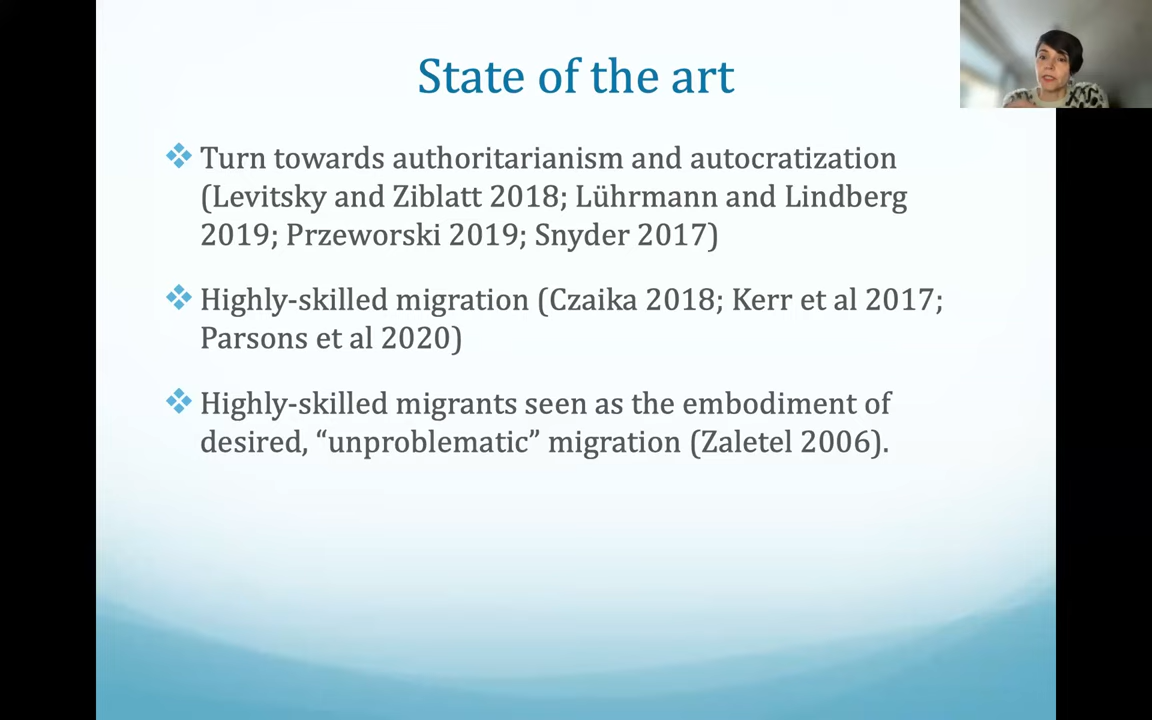 State of the art
Turn towards authoritarianism and autocratization
(Levitsky and Ziblatt 2018; Lührmann and Lindberg
2019; Przeworski 2019; Snyder 2017)
Highly-skilled migration (Czaika 2018; Kerr et al 2017;
Parsons et al 2020)
Highly-skilled migrants seen as the embodiment of
desired, “unproblematic” migration (Zaletel 2006).